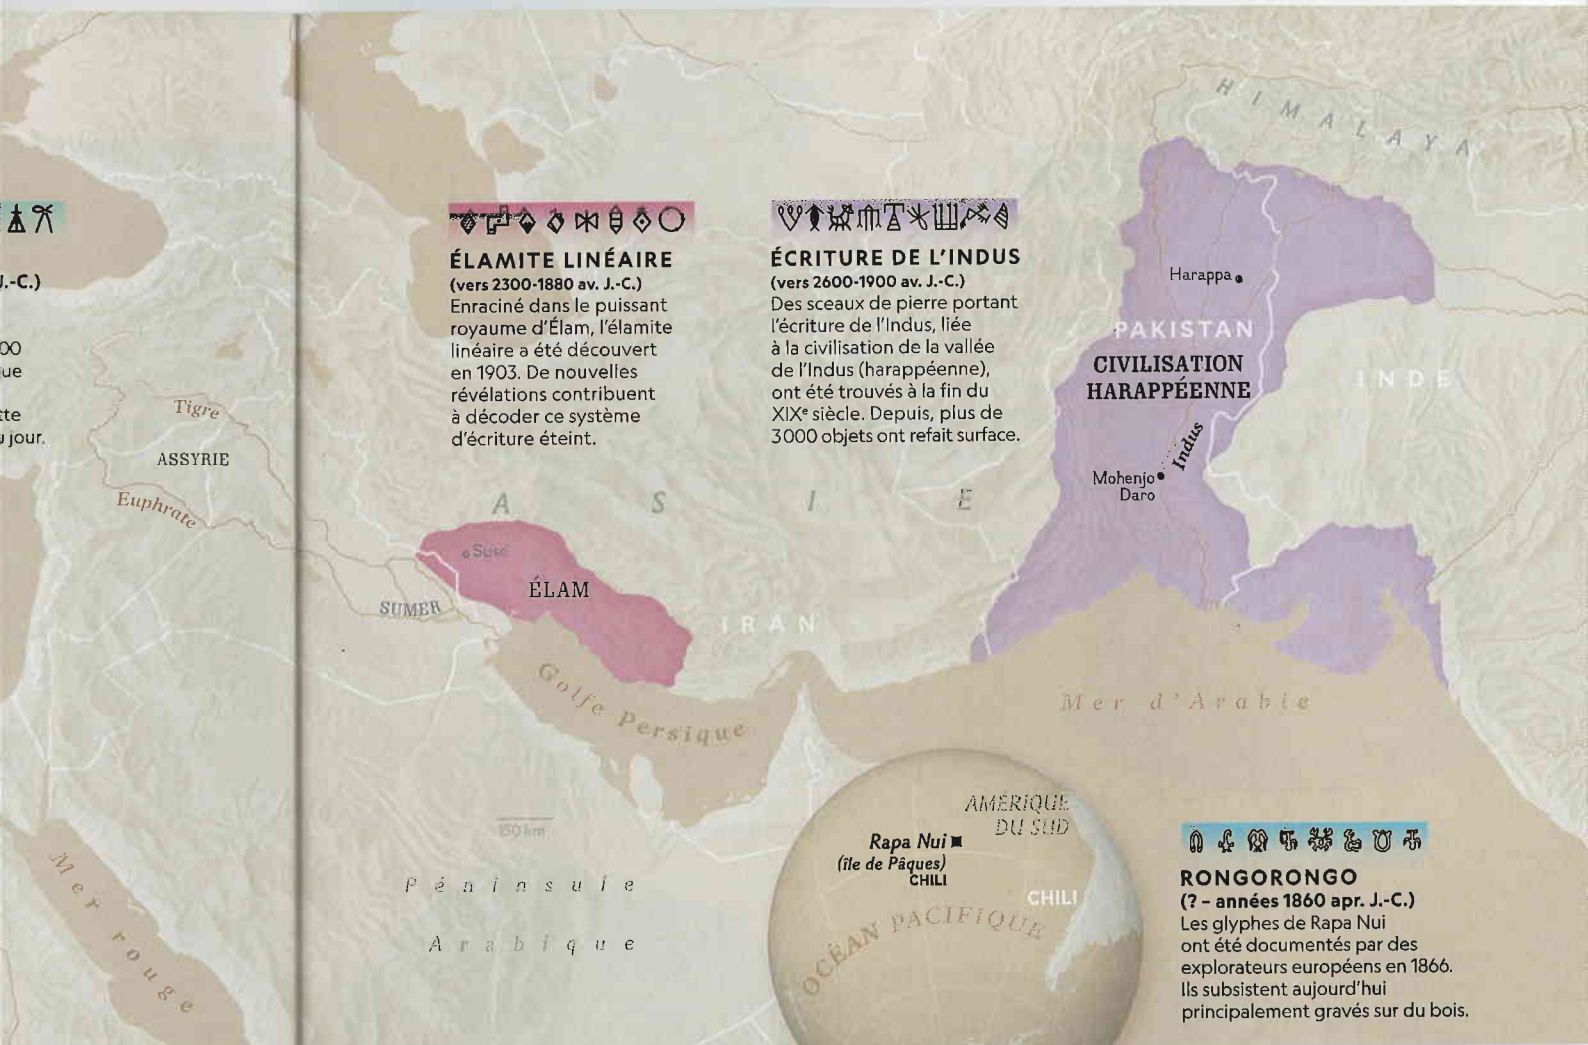 J.-C.)
00
ue
tte
u jour.
ÉLAMITE LINÉAIRE
(vers 2300-1880 av. J.-C.)
Enraciné dans le puissant
royaume d'Élam, l'élamite
linéaire a été découvert
en 1903. De nouvelles
révélations contribuent
à décoder ce système
d'écriture éteint.
ÉCRITURE DE L'INDUS
(vers 2600-1900 av. J.-C.)
Des sceaux de pierre portant
l'écriture de l'Indus, liée
à la civilisation de la vallée
de l'Indus (harappéenne),
ont été trouvés à la fin du
XIXᵉ siècle. Depuis, plus de
3000 objets ont refait surface.
HIMALAYA
Harappa
PAKISTAN
CIVILISATION
HARAPPÉENNE
INDE
Indus
Mohenjo
Daro
Tigre
ASSYRIE
Euphrate
ASIE
Suse
ÉLAM
SUMER
IRAN
Golfe Persique
Mer d'Arabie
150 km
Péninsule
Arabique
Mer rouge
AMÉRIQUE
DU SUD
Rapa Nui
(île de Pâques)
CHILI
CHILI
OCÉAN PACIFIQUE
RONGORONGO
(? – années 1860 apr. J.-C.)
Les glyphes de Rapa Nui
ont été documentés par des
explorateurs européens en 1866.
Ils subsistent aujourd'hui
principalement gravés sur du bois.